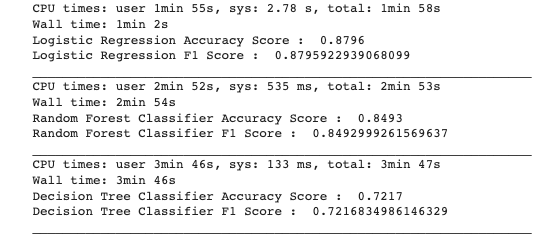 CPU times: user 1min 55s, sys: 2.78 s, total: 1min 58s
Wall time: 1min 2s
Logistic Regression Accuracy Score :  0.8796
Logistic Regression F1 Score :  0.8795922939068099
CPU times: user 2min 52s, sys: 535 ms, total: 2min 53s
Wall time: 2min 54s
Random Forest Classifier Accuracy Score :  0.8493
Random Forest Classifier F1 Score :  0.8492999261569637
CPU times: user 3min 46s, sys: 133 ms, total: 3min 47s
Wall time: 3min 46s
Decision Tree Classifier Accuracy Score :  0.7217
Decision Tree Classifier F1 Score :  0.7216834986146329